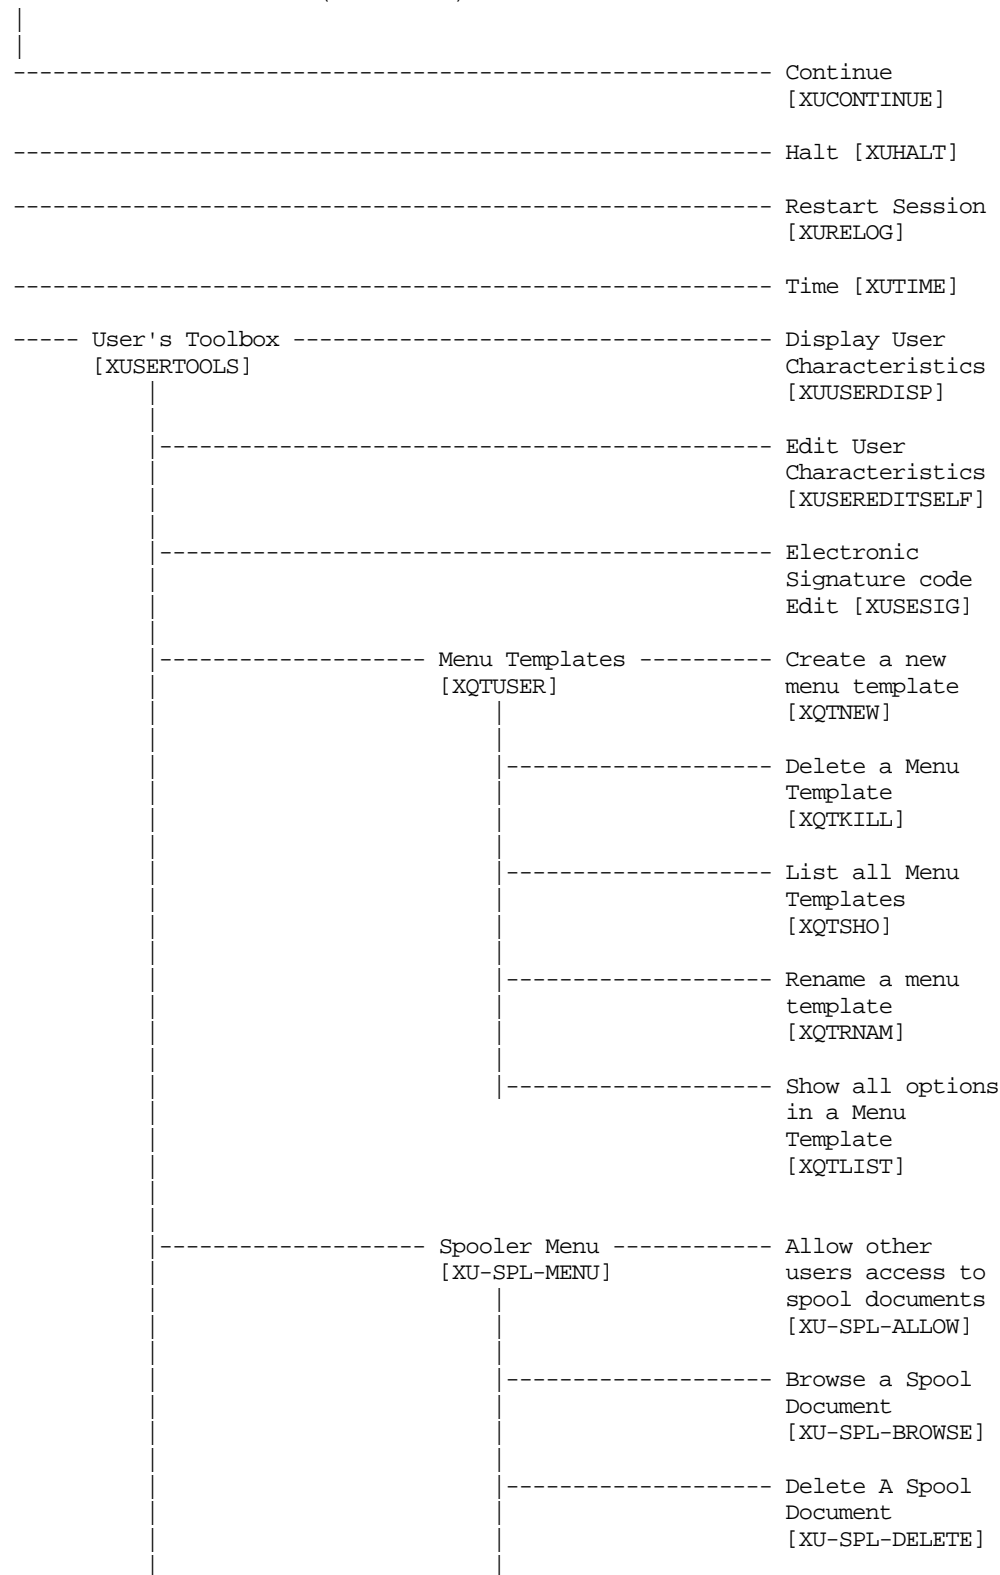 Continue
[XUCONTINUE]
Halt [XUHALT]
Restart Session
[XURELOG]
Time [XUTIME]
User's Toolbox Display User
[XUSERTOOLS] Characteristics
[XUUSERDISP]
Edit User
Characteristics
[XUSEREDITSELF]
Electronic
Signature code
Edit [XUSESIG]
Menu Templates Create a new
[XQTUSER] menu template
[XQTNEW]
Delete a Menu
Template
[XQTKILL]
List all Menu
Templates
[XQTSHO]
Rename a menu
template
[XQTRNAM]
Show all options
in a Menu
Template
[XQTLIST]
Spooler Menu Allow other
[XU-SPL-MENU] users access to
spool documents
[XU-SPL-ALLOW]
Browse a Spool
Document
[XU-SPL-BROWSE]
Delete A Spool
Document
[XU-SPL-DELETE]